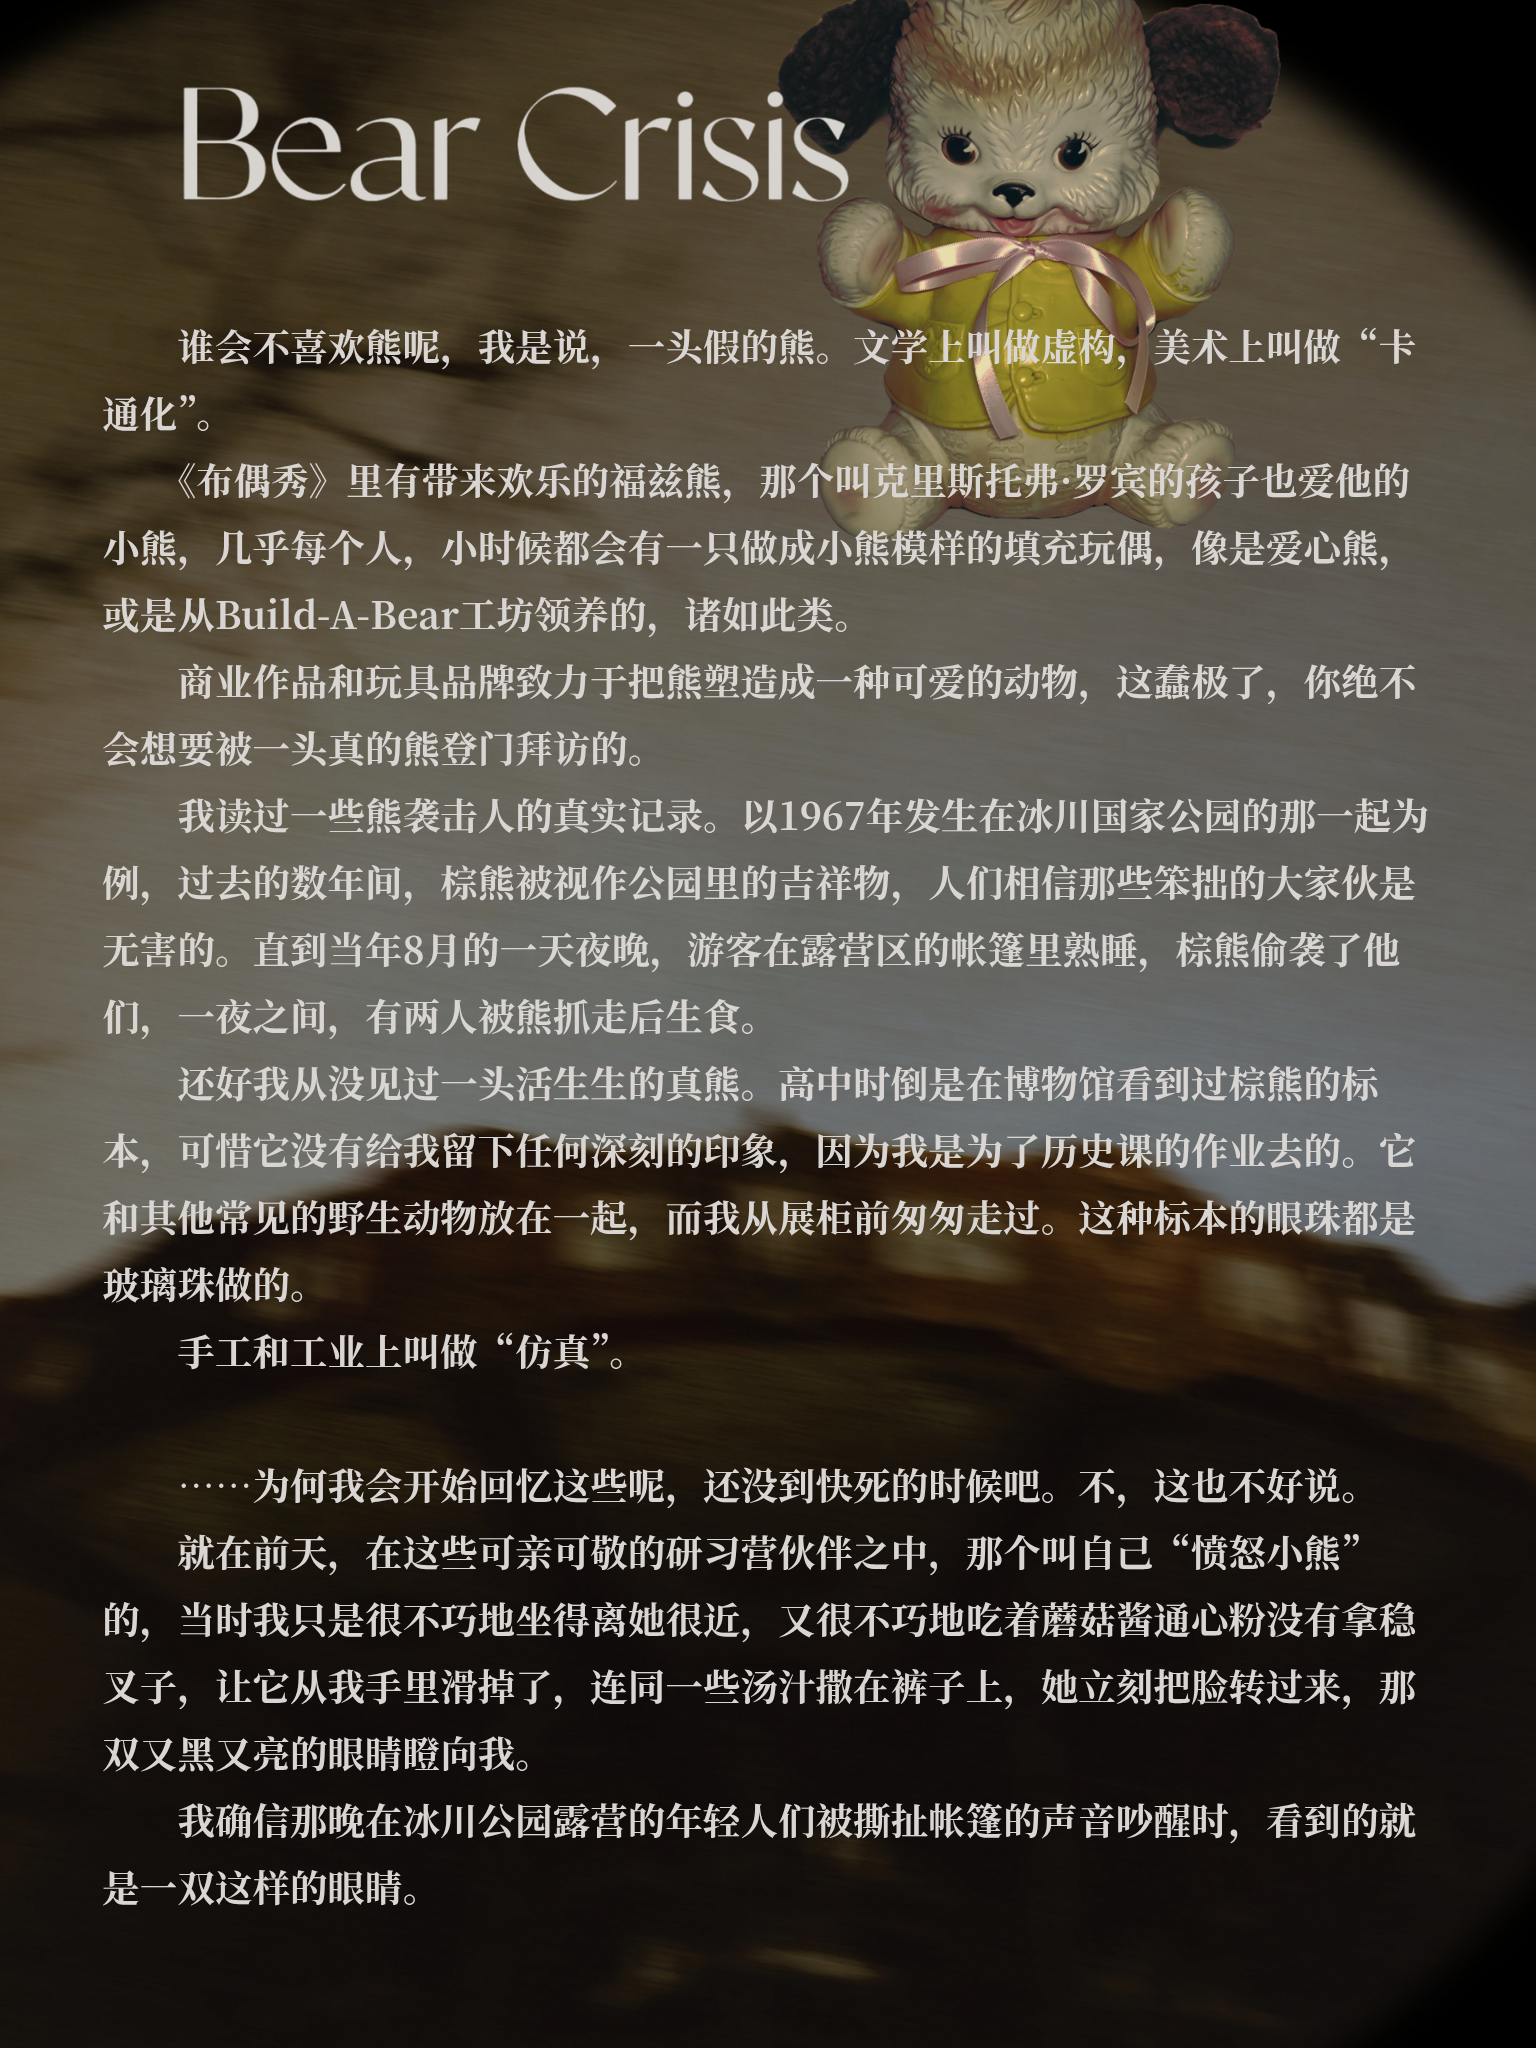 Bear Crisis
谁会不喜欢熊呢，我是说，一头假的熊。文学上叫做虚构，美术上叫做“卡
通化”。
《布偶秀》里有带来欢乐的福兹熊，那个叫克里斯托弗·罗宾的孩子也爱他的
小熊，几乎每个人，小时候都会有一只做成小熊模样的填充玩偶，像是爱心熊，
或是从Build-A-Bear工坊领养的，诸如此类。
商业作品和玩具品牌致力于把熊塑造成一种可爱的动物，这蠢极了，你绝不
会想要被一头真的熊登门拜访的。
我读过一些熊袭击人的真实记录。以1967年发生在冰川国家公园的那一起为
例，过去的数年间，棕熊被视作公园里的吉祥物，人们相信那些笨拙的大家伙是
无害的。直到当年8月的一天夜晚，游客在露营区的帐篷里熟睡，棕熊偷袭了他
们，一夜之间，有两人被熊抓走后生食。
还好我从没见过一头活生生的真熊。高中时倒是在博物馆看到过棕熊的标
本，可惜它没有给我留下任何深刻的印象，因为我是为了历史课的作业去的。它
和其他常见的野生动物放在一起，而我从展柜前匆匆走过。这种标本的眼珠都是
玻璃珠做的。
手工和工业上叫做“仿真”。
……为何我会开始回忆这些呢，还没到快死的时候吧。不，这也不好说。
就在前天，在这些可亲可敬的研习营伙伴之中，那个叫自己“愤怒小熊”
的，当时我只是很不巧地坐得离她很近，又很不巧地吃着蘑菇酱通心粉没有拿稳
叉子，让它从我手里滑掉了，连同一些汤汁撒在裤子上，她立刻把脸转过来，那
双又黑又亮的眼睛瞪向我。
我确信那晚在冰川公园露营的年轻人们被撕扯帐篷的声音吵醒时，看到的就
是一双这样的眼睛。